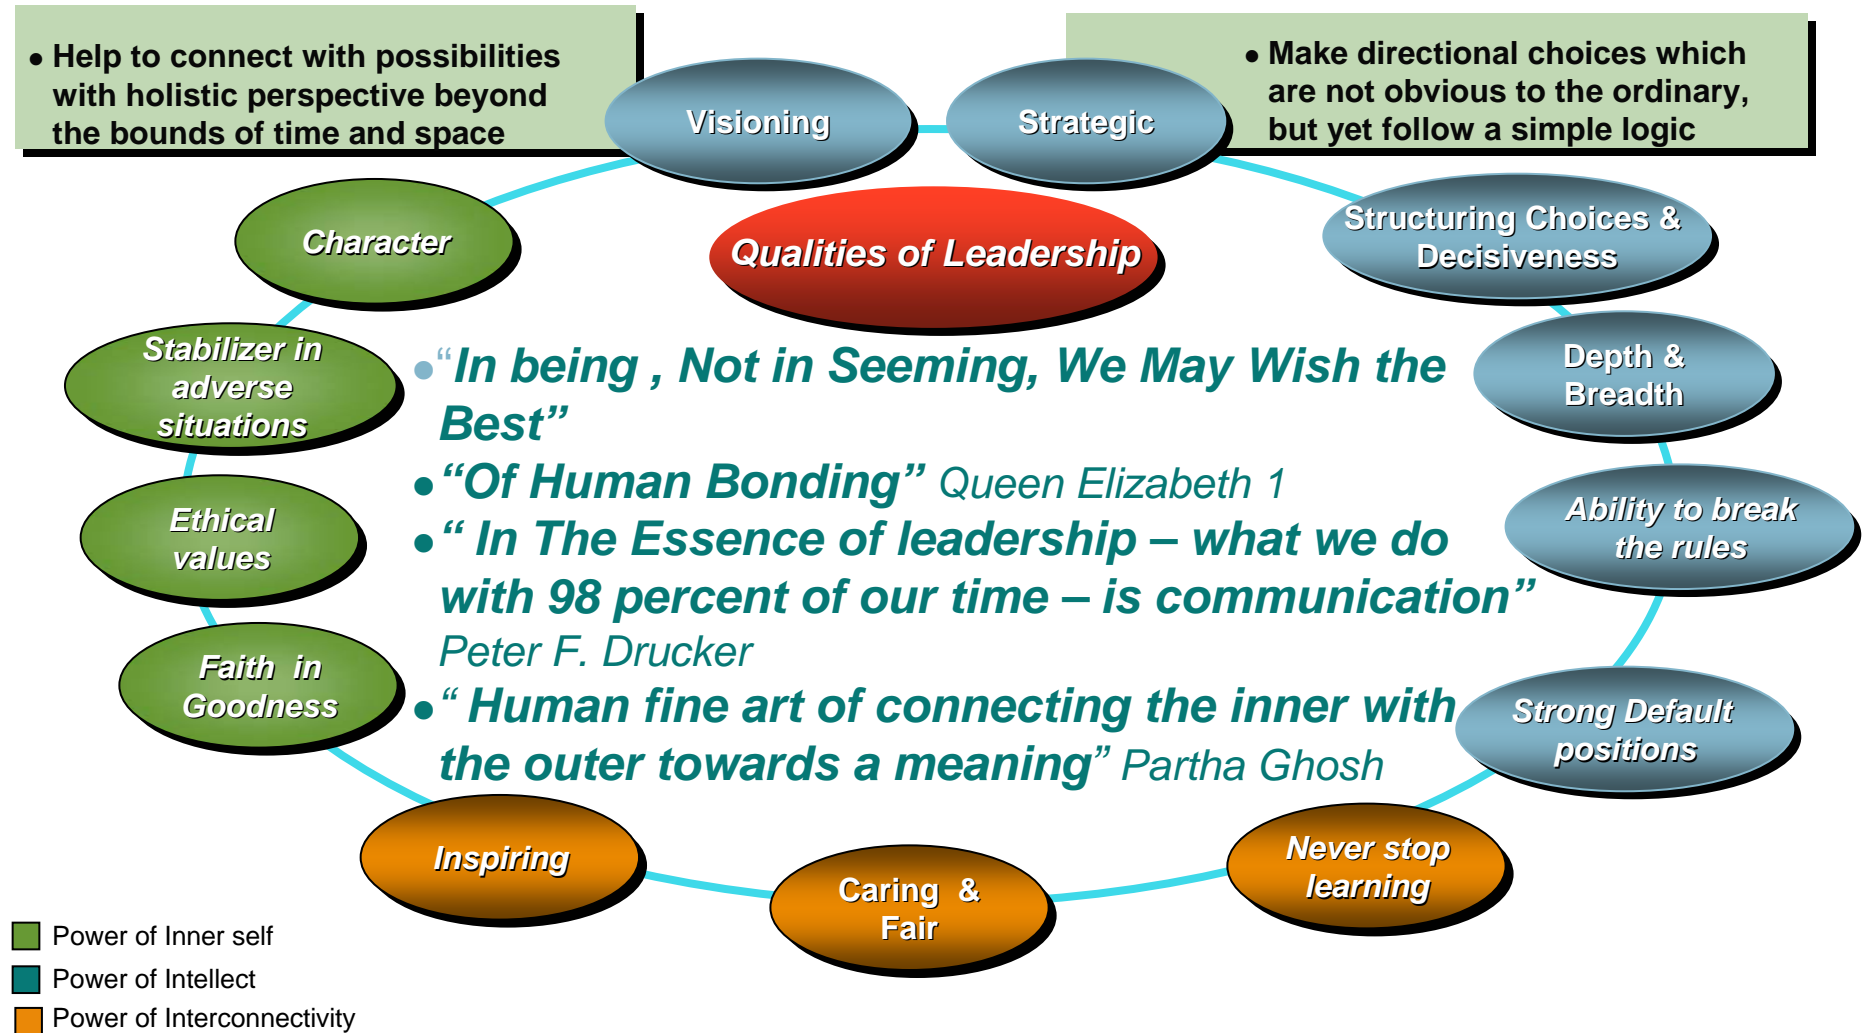 ● Help to connect with possibilities
with holistic perspective beyond
the bounds of time and space
● Make directional choices which
are not obvious to the ordinary,
but yet follow a simple logic
Visioning
Strategic
Character
Qualities of Leadership
Structuring Choices &
Decisiveness
Stabilizer in
adverse
situations
Depth &
Breadth
Ethical
values
Ability to break
the rules
Faith in
Goodness
Strong Default
positions
● “In being , Not in Seeming, We May Wish the
Best”
● “Of Human Bonding” Queen Elizabeth 1
● “ In The Essence of leadership – what we do
with 98 percent of our time – is communication”
Peter F. Drucker
● “ Human fine art of connecting the inner with
the outer towards a meaning” Partha Ghosh
Inspiring
Caring &
Fair
Never stop
learning
Power of Inner self
Power of Intellect
Power of Interconnectivity